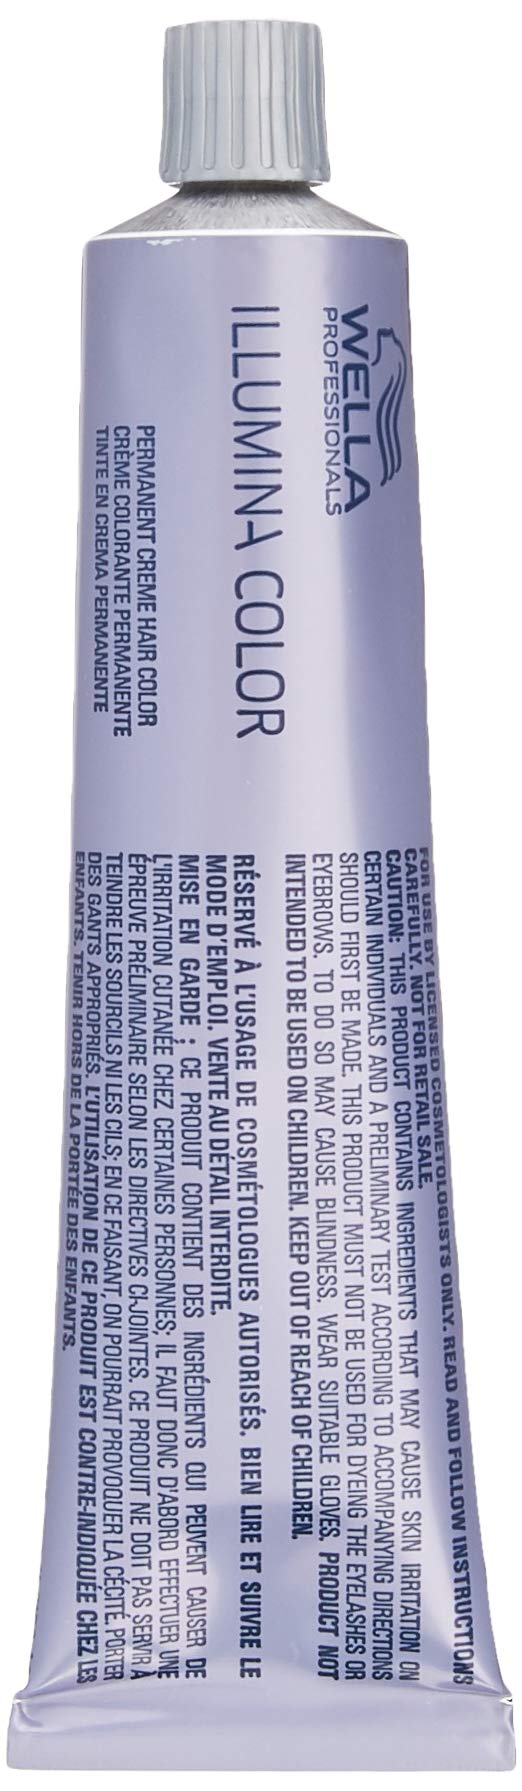 WELLA
PROFESSIONALS
ILLUMINA COLOR
PERMANENT CREME HAIR COLOR
CRÈME COLORANTE PERMANENTE
TINTE EN CREMA PERMANENTE
FOR USE BY LICENSED COSMETOLOGISTS ONLY. READ AND FOLLOW INSTRUCTIONS
CAREFULLY. NOT FOR RETAIL SALE.
CAUTION: THIS PRODUCT CONTAINS INGREDIENTS THAT MAY CAUSE SKIN IRRITATION ON
CERTAIN INDIVIDUALS AND A PRELIMINARY TEST ACCORDING TO ACCOMPANYING DIRECTIONS
SHOULD FIRST BE MADE. THIS PRODUCT MUST NOT BE USED FOR DYEING THE EYELASHES OR
EYEBROWS. TO DO SO MAY CAUSE BLINDNESS. WEAR SUITABLE GLOVES. PRODUCT NOT
INTENDED TO BE USED ON CHILDREN. KEEP OUT OF REACH OF CHILDREN.
RÉSERVÉ À L'USAGE DE COSMÉTOLOGUES AUTORISÉS. BIEN LIRE ET SUIVRE LE
MODE D'EMPLOI. VENTE AU DÉTAIL INTERDITE.
MISE EN GARDE : CE PRODUIT CONTIENT DES INGRÉDIENTS QUI PEUVENT CAUSER DE
L'IRRITATION CUTANÉE CHEZ CERTAINES PERSONNES; IL FAUT DONC D'ABORD EFFECTUER UNE
ÉPREUVE PRÉLIMINAIRE SELON LES DIRECTIVES CI-JOINTES. CE PRODUIT NE DOIT PAS SERVIR À
TEINDRE LES SOURCILS NI LES CILS; EN CE FAISANT, ON POURRAIT PROVOQUER LA CÉCITÉ. PORTER
DES GANTS APPROPRIÉS. L'UTILISATION DE CE PRODUIT EST CONTRE-INDIQUÉE CHEZ LES
ENFANTS. TENIR HORS DE LA PORTÉE DES ENFANTS.